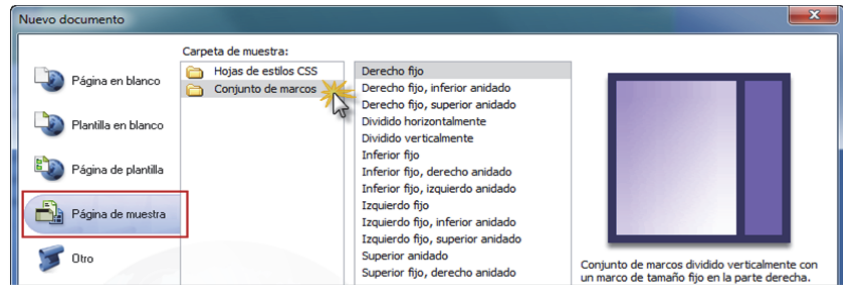 Nuevo documento
Carpeta de muestra:
Página en blanco
Plantilla en blanco
Página de plantilla
Página de muestra
Otro
Hojas de estilos CSS
Conjunto de marcos
Derecho fijo
Derecho fijo, inferior anidado
Derecho fijo, superior anidado
Dividido horizontalmente
Dividido verticalmente
Inferior fijo
Inferior fijo, derecho anidado
Inferior fijo, izquierdo anidado
Izquierdo fijo
Izquierdo fijo, inferior anidado
Izquierdo fijo, superior anidado
Superior anidado
Superior fijo, derecho anidado
Conjunto de marcos dividido verticalmente con
un marco de tamaño fijo en la parte derecha.